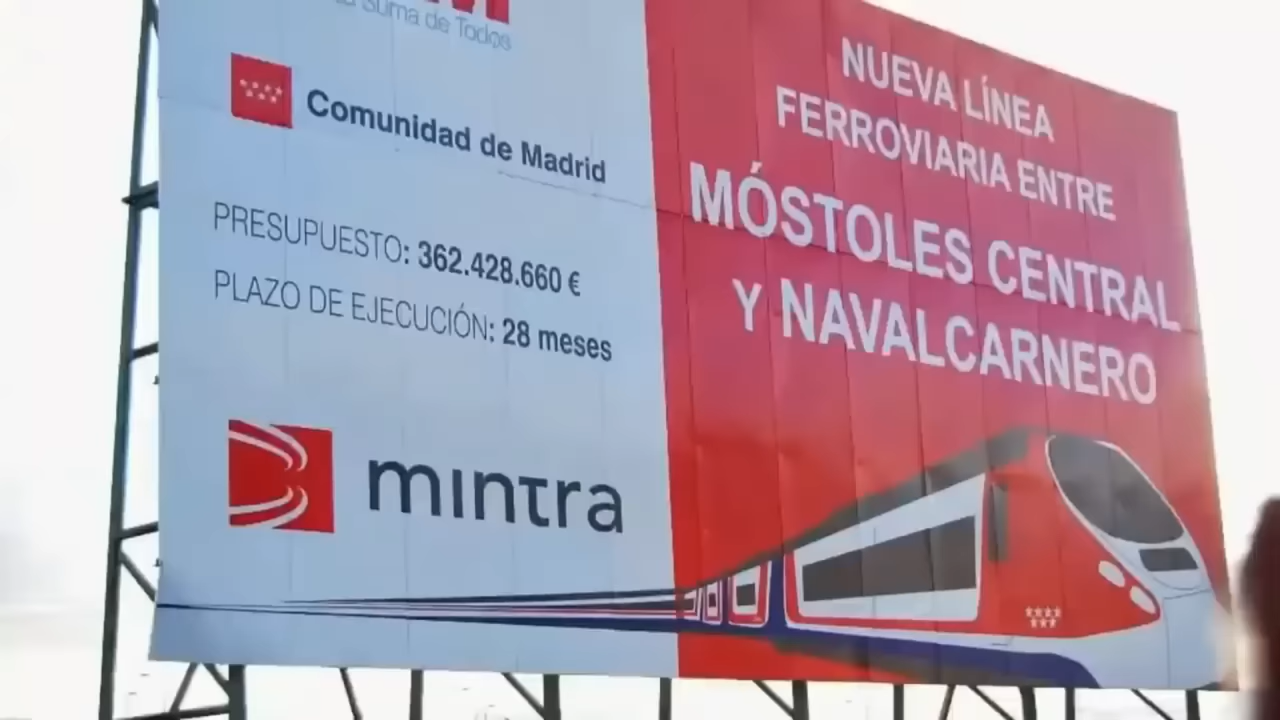 La Suma de Todos
Comunidad de Madrid
PRESUPUESTO: 362.428.660 €
PLAZO DE EJECUCIÓN: 28 meses
mintra
NUEVA LÍNEA
FERROVIARIA ENTRE
MÓSTOLES CENTRAL
Y NAVALCARNERO